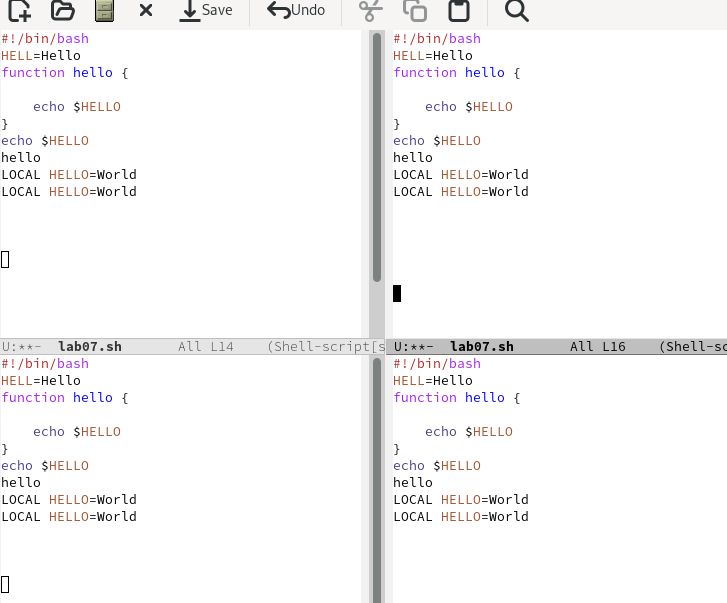 Save Undo
#!/bin/bash
HELL=Hello
function hello {
echo $HELLO
}
echo $HELLO
hello
LOCAL HELLO=World
LOCAL HELLO=World
U:**- lab07.sh All L14 (Shell-script[s
#!/bin/bash
HELL=Hello
function hello {
echo $HELLO
}
echo $HELLO
hello
LOCAL HELLO=World
LOCAL HELLO=World
U:**- lab07.sh All L16 (Shell-sc
#!/bin/bash
HELL=Hello
function hello {
echo $HELLO
}
echo $HELLO
hello
LOCAL HELLO=World
LOCAL HELLO=World
#!/bin/bash
HELL=Hello
function hello {
echo $HELLO
}
echo $HELLO
hello
LOCAL HELLO=World
LOCAL HELLO=World